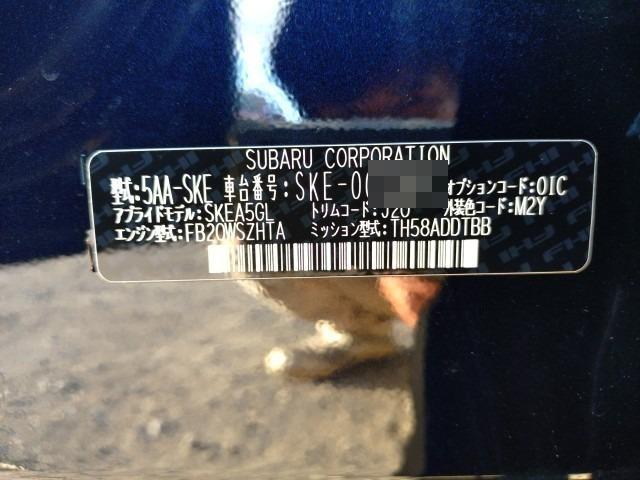 SUBARU CORPORATION
型式:5AA-SKE 車台番号:SKE-0 オプションコード:0IC
アプライドモデル:SKEA5GL トリムコード:J20 外装色コード:M2Y
エンジン型式:FB20WSZHTA ミッション型式:TH58ADDTBB